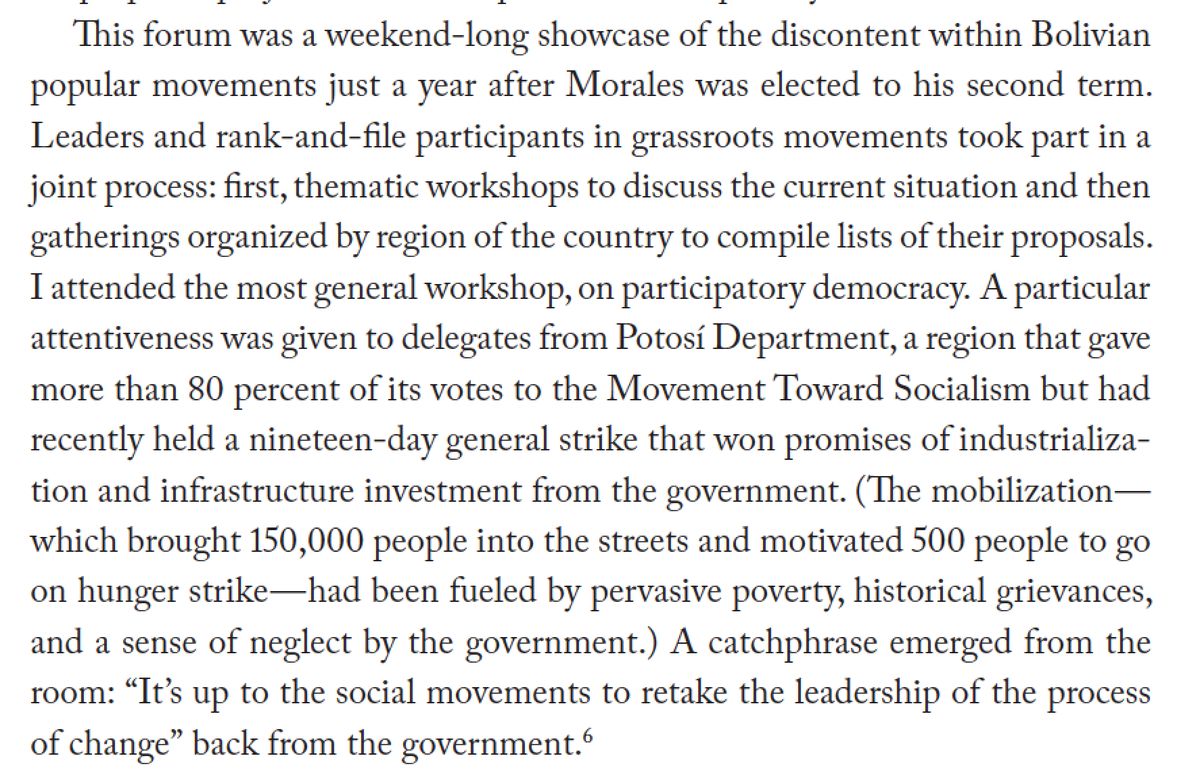 This forum was a weekend-long showcase of the discontent within Bolivian
popular movements just a year after Morales was elected to his second term.
Leaders and rank-and-file participants in grassroots movements took part in a
joint process: first, thematic workshops to discuss the current situation and then
gatherings organized by region of the country to compile lists of their proposals.
I attended the most general workshop, on participatory democracy. A particular
attentiveness was given to delegates from Potosí Department, a region that gave
more than 80 percent of its votes to the Movement Toward Socialism but had
recently held a nineteen-day general strike that won promises of industrializa-
tion and infrastructure investment from the government. (The mobilization—
which brought 150,000 people into the streets and motivated 500 people to go
on hunger strike—had been fueled by pervasive poverty, historical grievances,
and a sense of neglect by the government.) A catchphrase emerged from the
room: “It’s up to the social movements to retake the leadership of the process
of change” back from the government.⁶